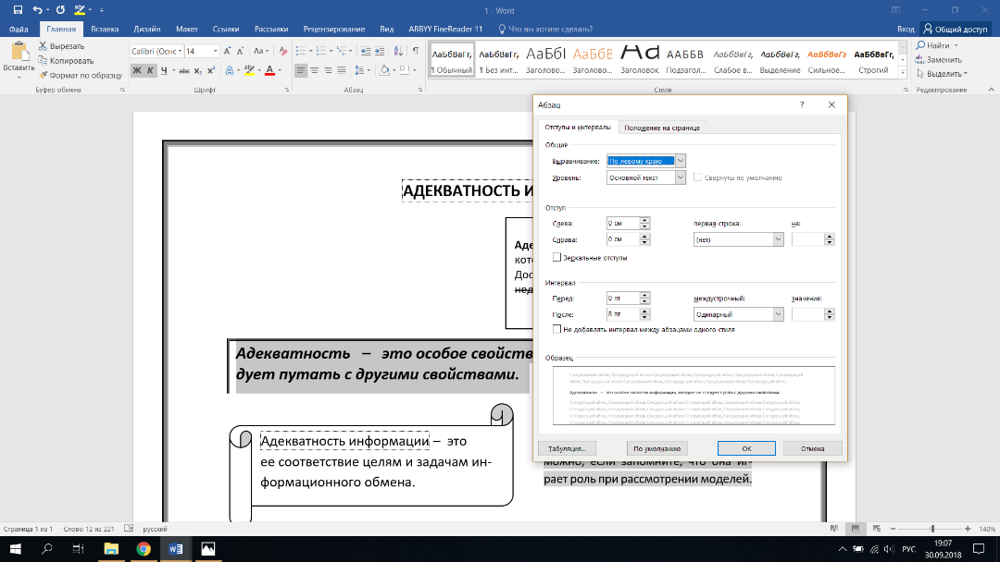 1 - Word
Файл Главная Вставка Дизайн Макет Ссылки Рассылки Рецензирование Вид ABBYY FineReader 11 Что вы хотите сделать? Вход Общий доступ
Вставить
Вырезать
Копировать
Формат по образцу
Буфер обмена
Calibri (Оснс 14 Aa
Ж К Ч abc x₂ x² A А
Шрифт
Абзац
АаБбВвГг, АаБбВвГг, АаБбІ АаБбВ Аа ААББВ АаБбВвГг, АаБбВвГг, АаБбВвГг АаБбВвГг,
¶ Обычный ¶ Без инт... Заголово... Заголово... Заголовок Подзагол... Слабое в... Выделение Сильное... Строгий
Стили
Найти
Заменить
Выделить
Редактирование
АДЕКВАТНОСТЬ И
Аде
кото
Дос
нед
Адекватность – это особое свойств
дует путать с другими свойствами.
Адекватность информации – это
ее соответствие целям и задачам ин-
формационного обмена.
можно, если запомните, что она иг-
рает роль при рассмотрении моделей.
Абзац ?
Отступы и интервалы Положение на странице
Общие
Выравнивание: По левому краю
Уровень: Основной текст Свернуты по умолчанию
Отступ
Слева: 0 см первая строка: на:
Справа: 0 см (нет)
Зеркальные отступы
Интервал
Перед: 0 пт междустрочный: значение:
После: 8 пт Одинарный
Не добавлять интервал между абзацами одного стиля
Образец
Адекватность – это особое свойство информации, которое не следует путать с другими свойствами.
Табуляция... По умолчанию ОК Отмена
Страница 1 из 1 Слово 12 из 221 русский 140%
19:07
РУС
30.09.2018